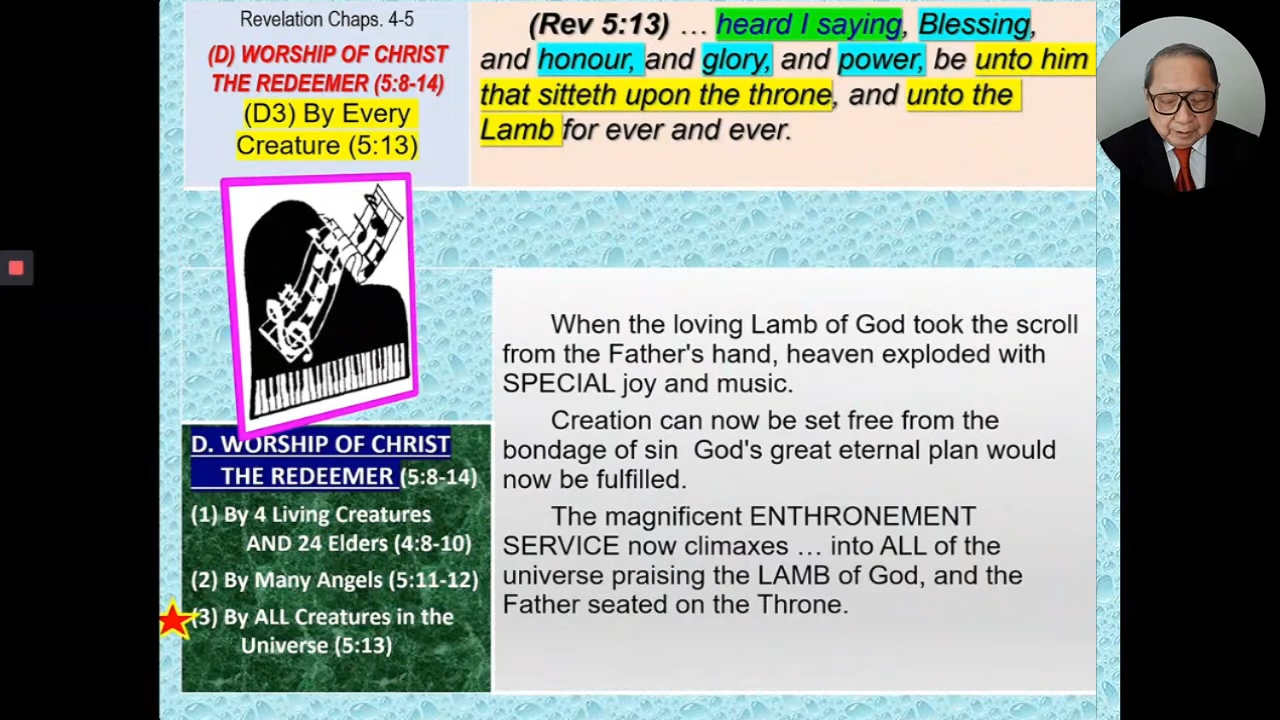 Revelation Chaps. 4-5
(D) WORSHIP OF CHRIST
THE REDEEMER (5:8-14)
(D3) By Every
Creature (5:13)
(Rev 5:13) … heard I saying, Blessing,
and honour, and glory, and power, be unto him
that sitteth upon the throne, and unto the
Lamb for ever and ever.
D. WORSHIP OF CHRIST
THE REDEEMER (5:8-14)
(1) By 4 Living Creatures
AND 24 Elders (4:8-10)
(2) By Many Angels (5:11-12)
(3) By ALL Creatures in the
Universe (5:13)
When the loving Lamb of God took the scroll
from the Father's hand, heaven exploded with
SPECIAL joy and music.
Creation can now be set free from the
bondage of sin God's great eternal plan would
now be fulfilled.
The magnificent ENTHRONEMENT
SERVICE now climaxes … into ALL of the
universe praising the LAMB of God, and the
Father seated on the Throne.